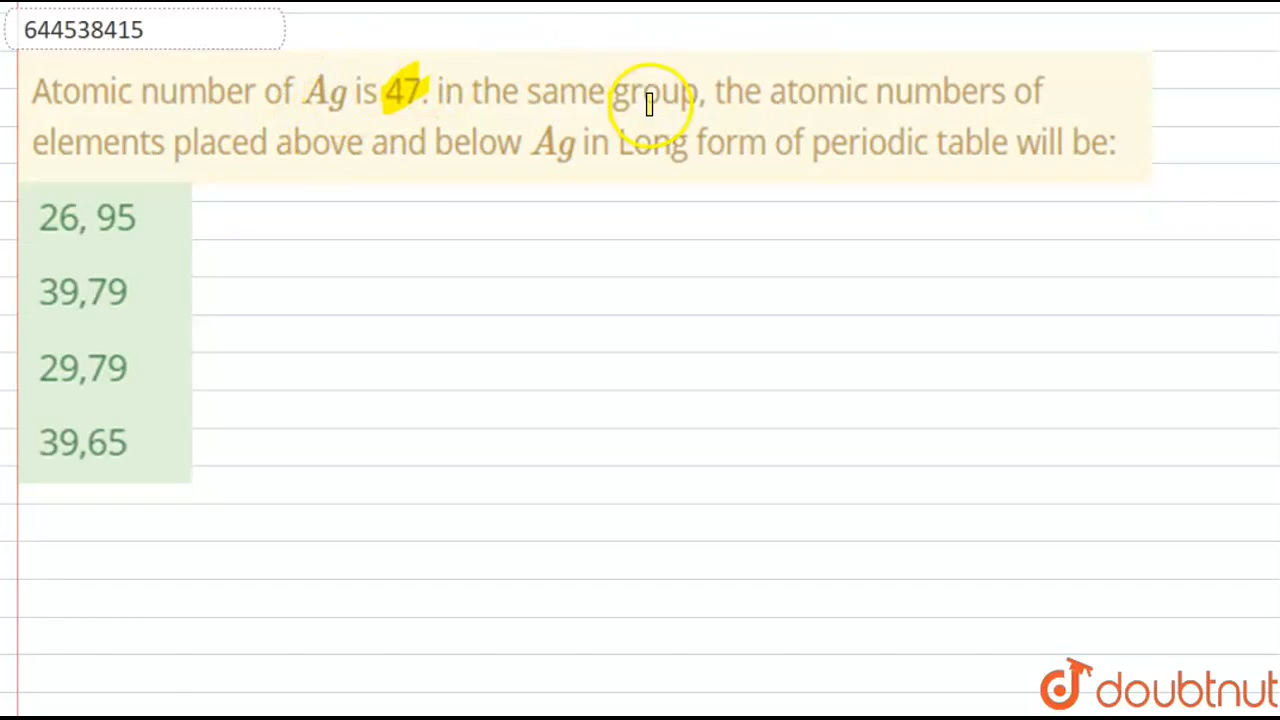 644538415
Atomic number of Ag is 47. in the same group, the atomic numbers of
elements placed above and below Ag in Long form of periodic table will be:
26, 95
39,79
29,79
39,65
doubtnut